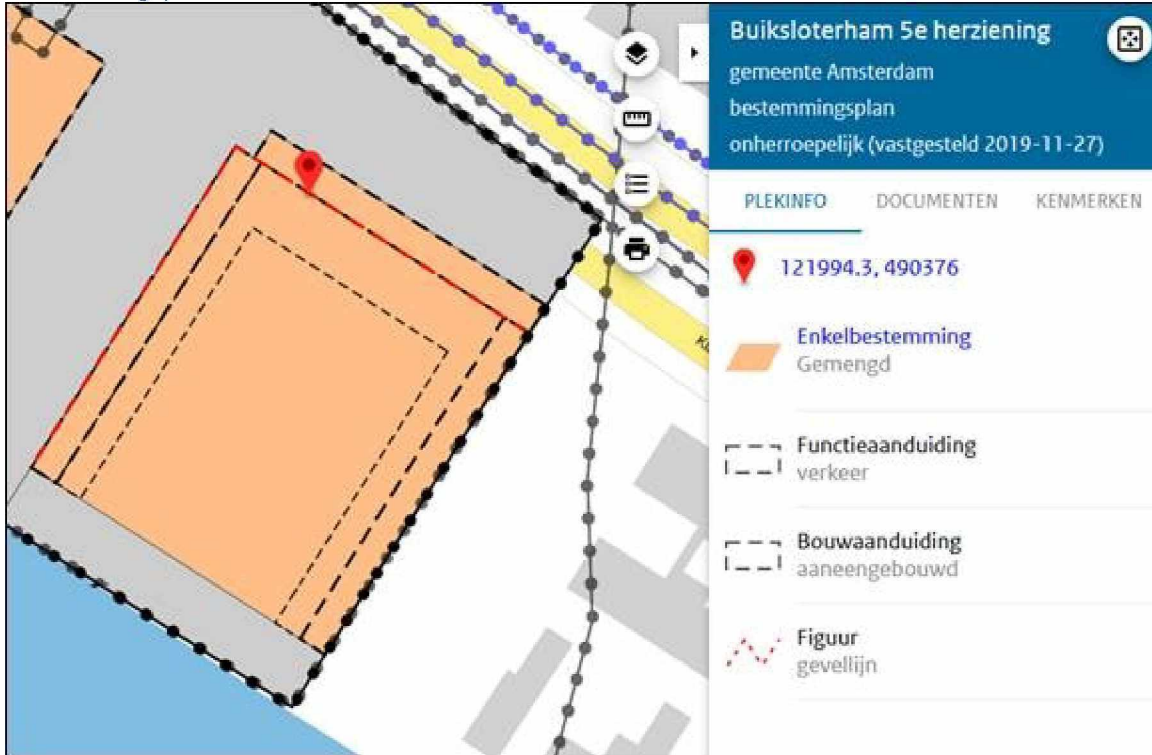 Buiksloterham 5e herziening
gemeente Amsterdam
bestemmingsplan
onherroepelijk (vastgesteld 2019-11-27)
PLEKINFO DOCUMENTEN KENMERKEN
121994.3, 490376
Enkelbestemming
Gemengd
Functieaanduiding
verkeer
Bouwaanduiding
aaneengebouwd
Figuur
gevellijn